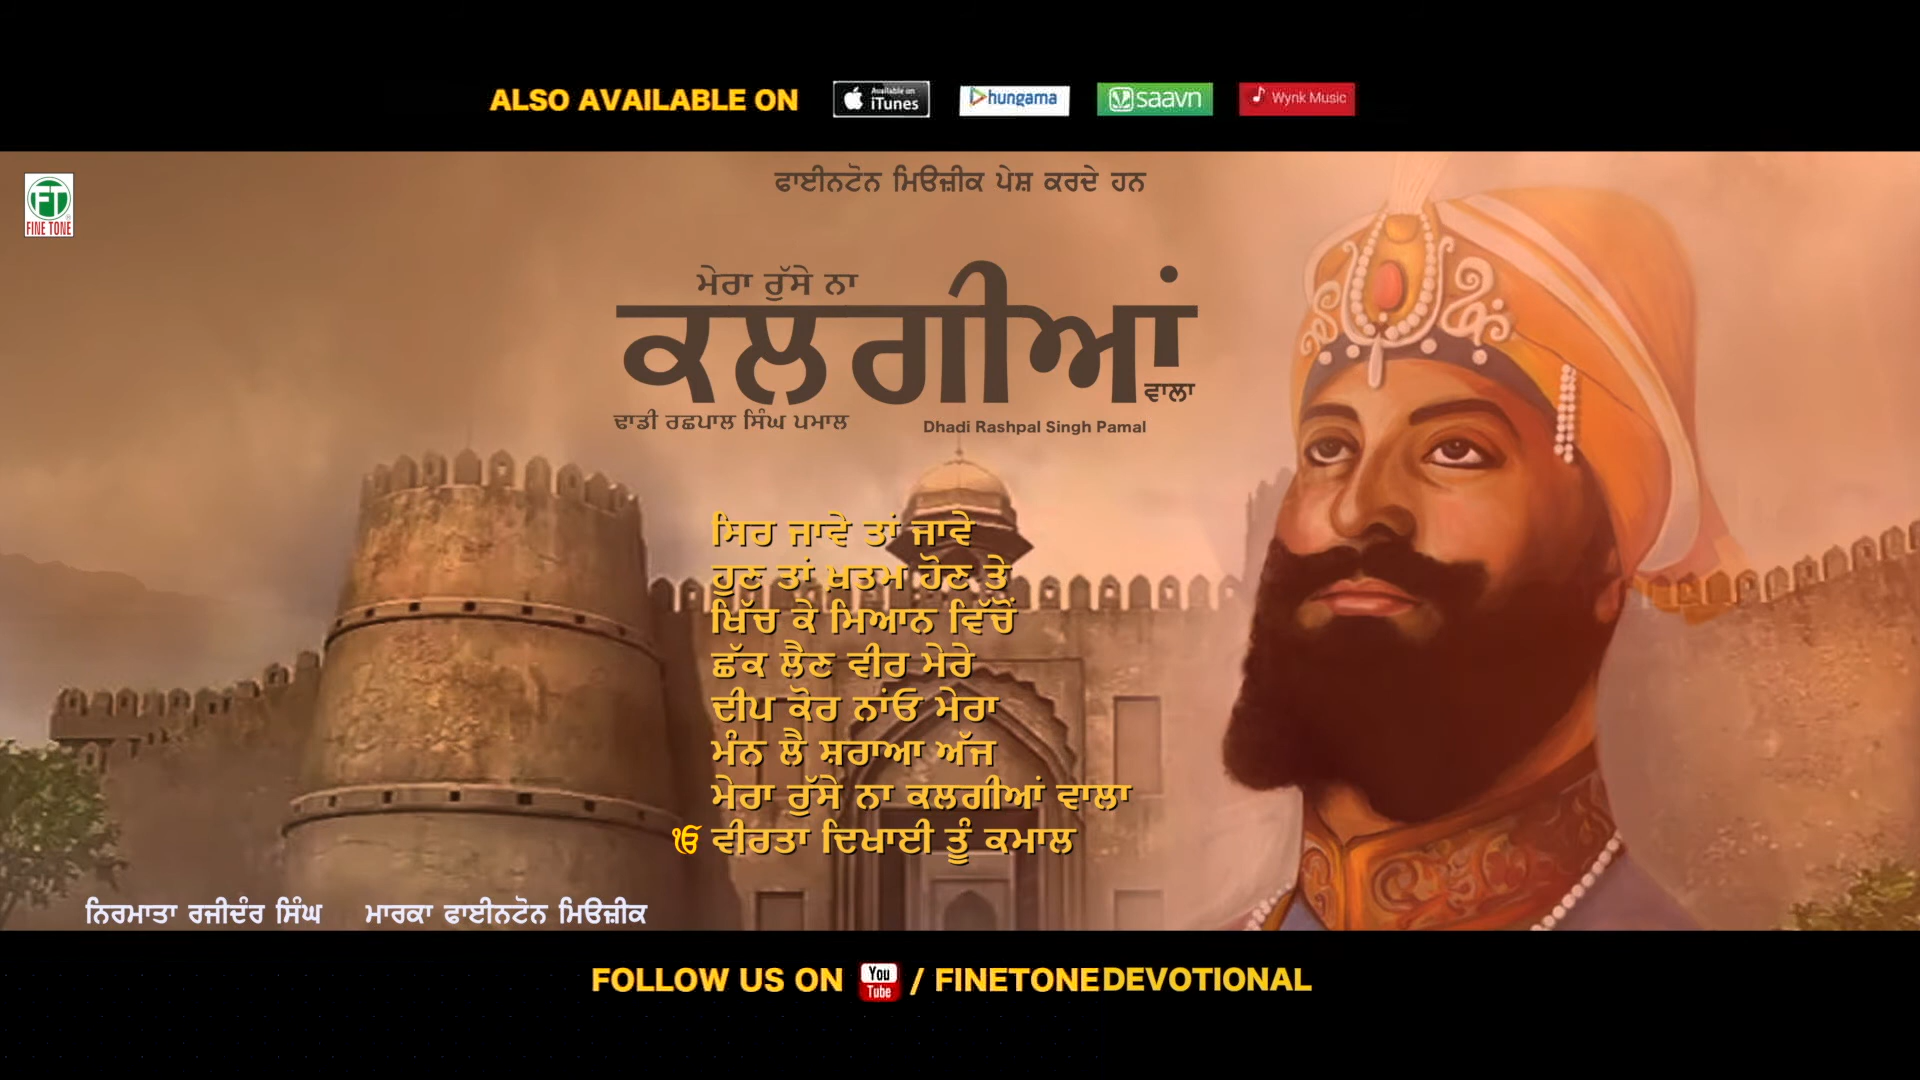 ALSO AVAILABLE ON Available on iTunes hungama saavn Wynk Music
ਫਾਈਨਟੋਨ ਮਿਊਜ਼ੀਕ ਪੇਸ਼ ਕਰਦੇ ਹਨ
FT
FINE TONE
ਮੇਰਾ ਰੁੱਸੇ ਨਾ
ਕਲਗੀਆਂ
ਵਾਲਾ
ਢਾਡੀ ਰਛਪਾਲ ਸਿੰਘ ਪਮਾਲ Dhadi Rashpal Singh Pamal
ਸਿਰ ਜਾਵੇ ਤਾਂ ਜਾਵੇ
ਹੁਣ ਤਾਂ ਖ਼ਤਮ ਹੋਣ ਤੇ
ਖਿੱਚ ਕੇ ਮਿਆਨ ਵਿੱਚੋਂ
ਛੱਕ ਲੈਣ ਵੀਰ ਮੇਰੇ
ਦੀਪ ਕੋਰ ਨਾਂਓ ਮੇਰਾ
ਮੰਨ ਲੈ ਸ਼ਰਾਆ ਅੱਜ
ਮੇਰਾ ਰੁੱਸੇ ਨਾ ਕਲਗੀਆਂ ਵਾਲਾ
ੴ ਵੀਰਤਾ ਦਿਖਾਈ ਤੂੰ ਕਮਾਲ
ਨਿਰਮਾਤਾ ਰਜੀਦੰਰ ਸਿੰਘ ਮਾਰਕਾ ਫਾਈਨਟੋਨ ਮਿਊਜ਼ੀਕ
FOLLOW US ON You Tube / FINETONEDEVOTIONAL